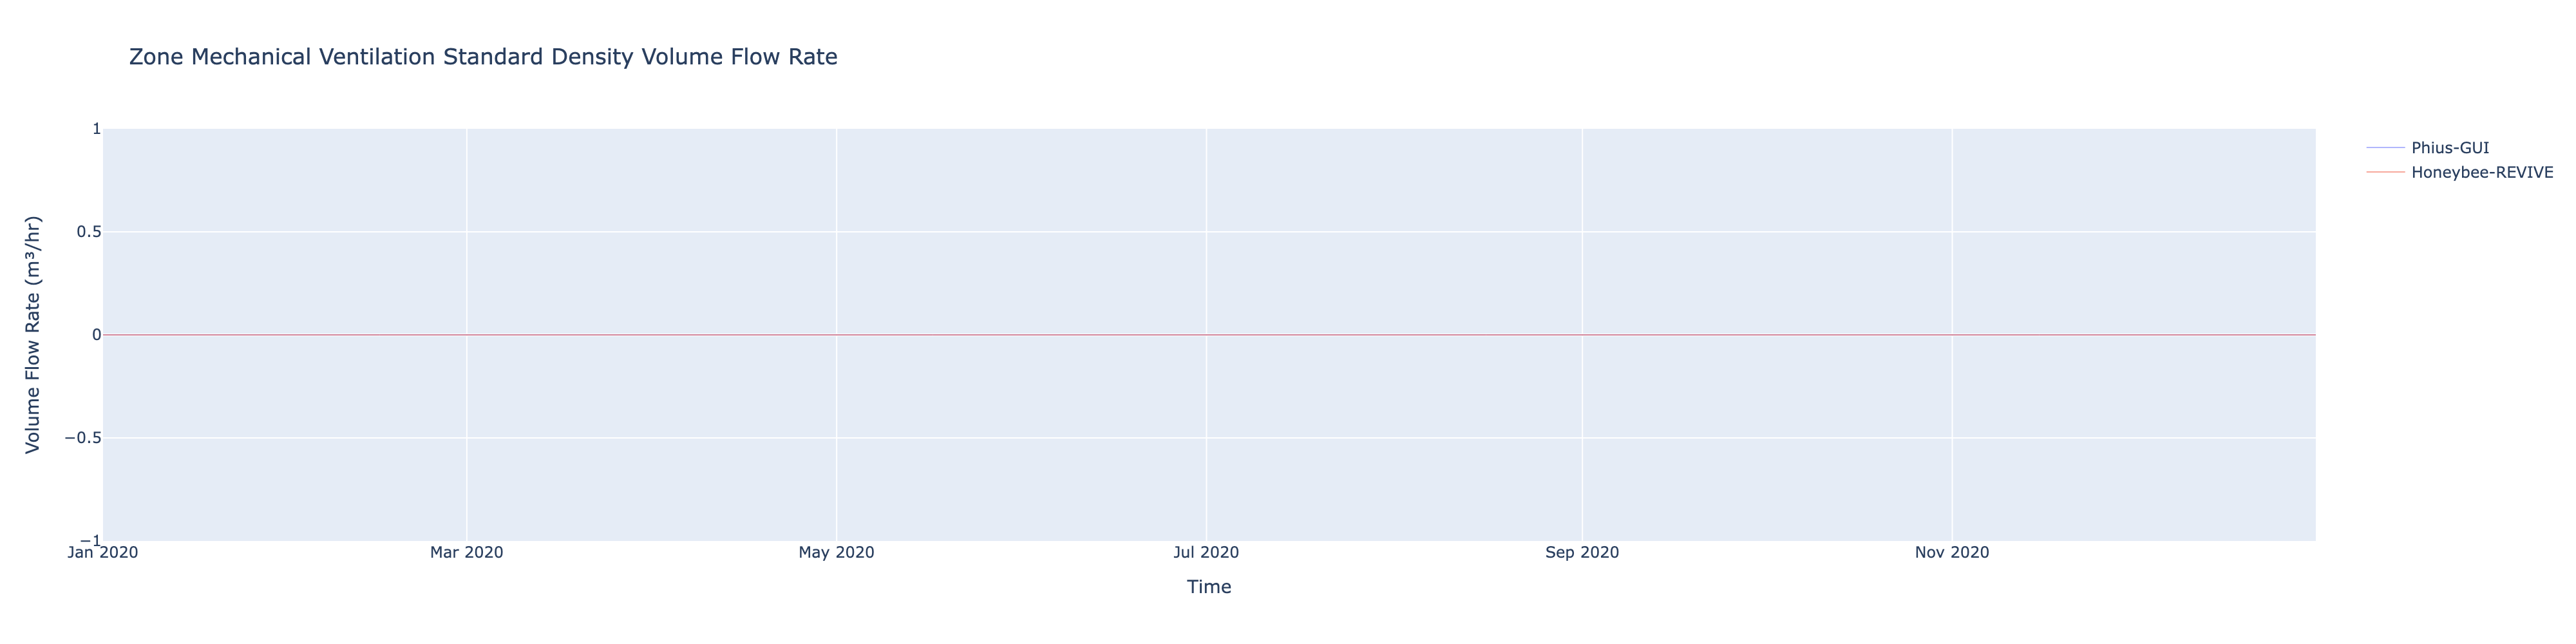 Zone Mechanical Ventilation Standard Density Volume Flow Rate
Volume Flow Rate (m³/hr)
1
0.5
0
−0.5
−1
Jan 2020
Mar 2020
May 2020
Jul 2020
Sep 2020
Nov 2020
Time
Phius-GUI
Honeybee-REVIVE